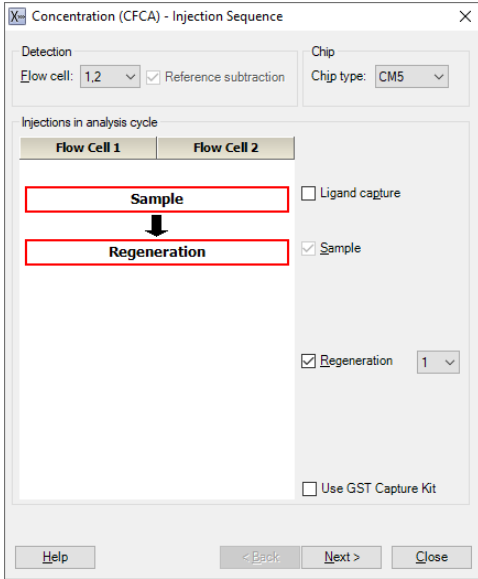 Concentration (CFCA) - Injection Sequence
Detection
Chip
Flow cell: 1,2 Reference subtraction
Chip type: CM5
Injections in analysis cycle
Flow Cell 1 Flow Cell 2
Sample
Ligand capture
Regeneration
Sample
Regeneration 1
Use GST Capture Kit
Help < Back Next > Close